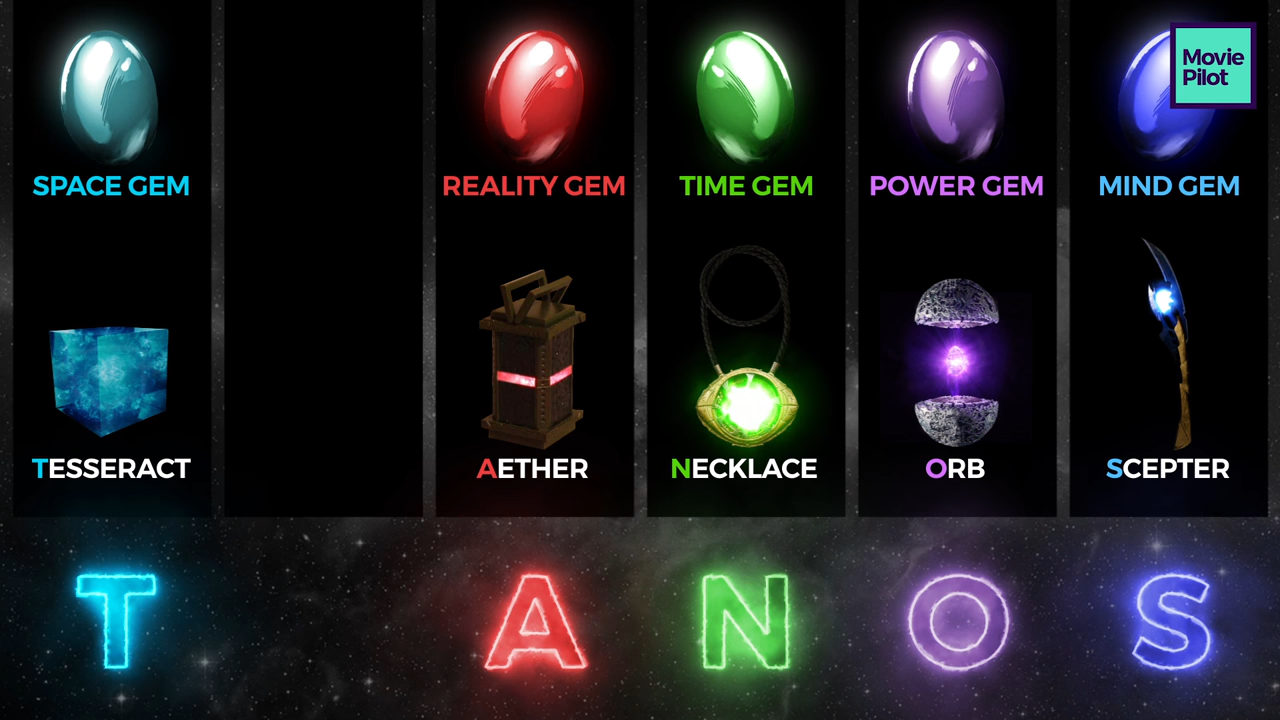 Movie
Pilot
SPACE GEM
REALITY GEM
TIME GEM
POWER GEM
MIND GEM
TESSERACT
AETHER
NECKLACE
ORB
SCEPTER
T
A
N
O
S